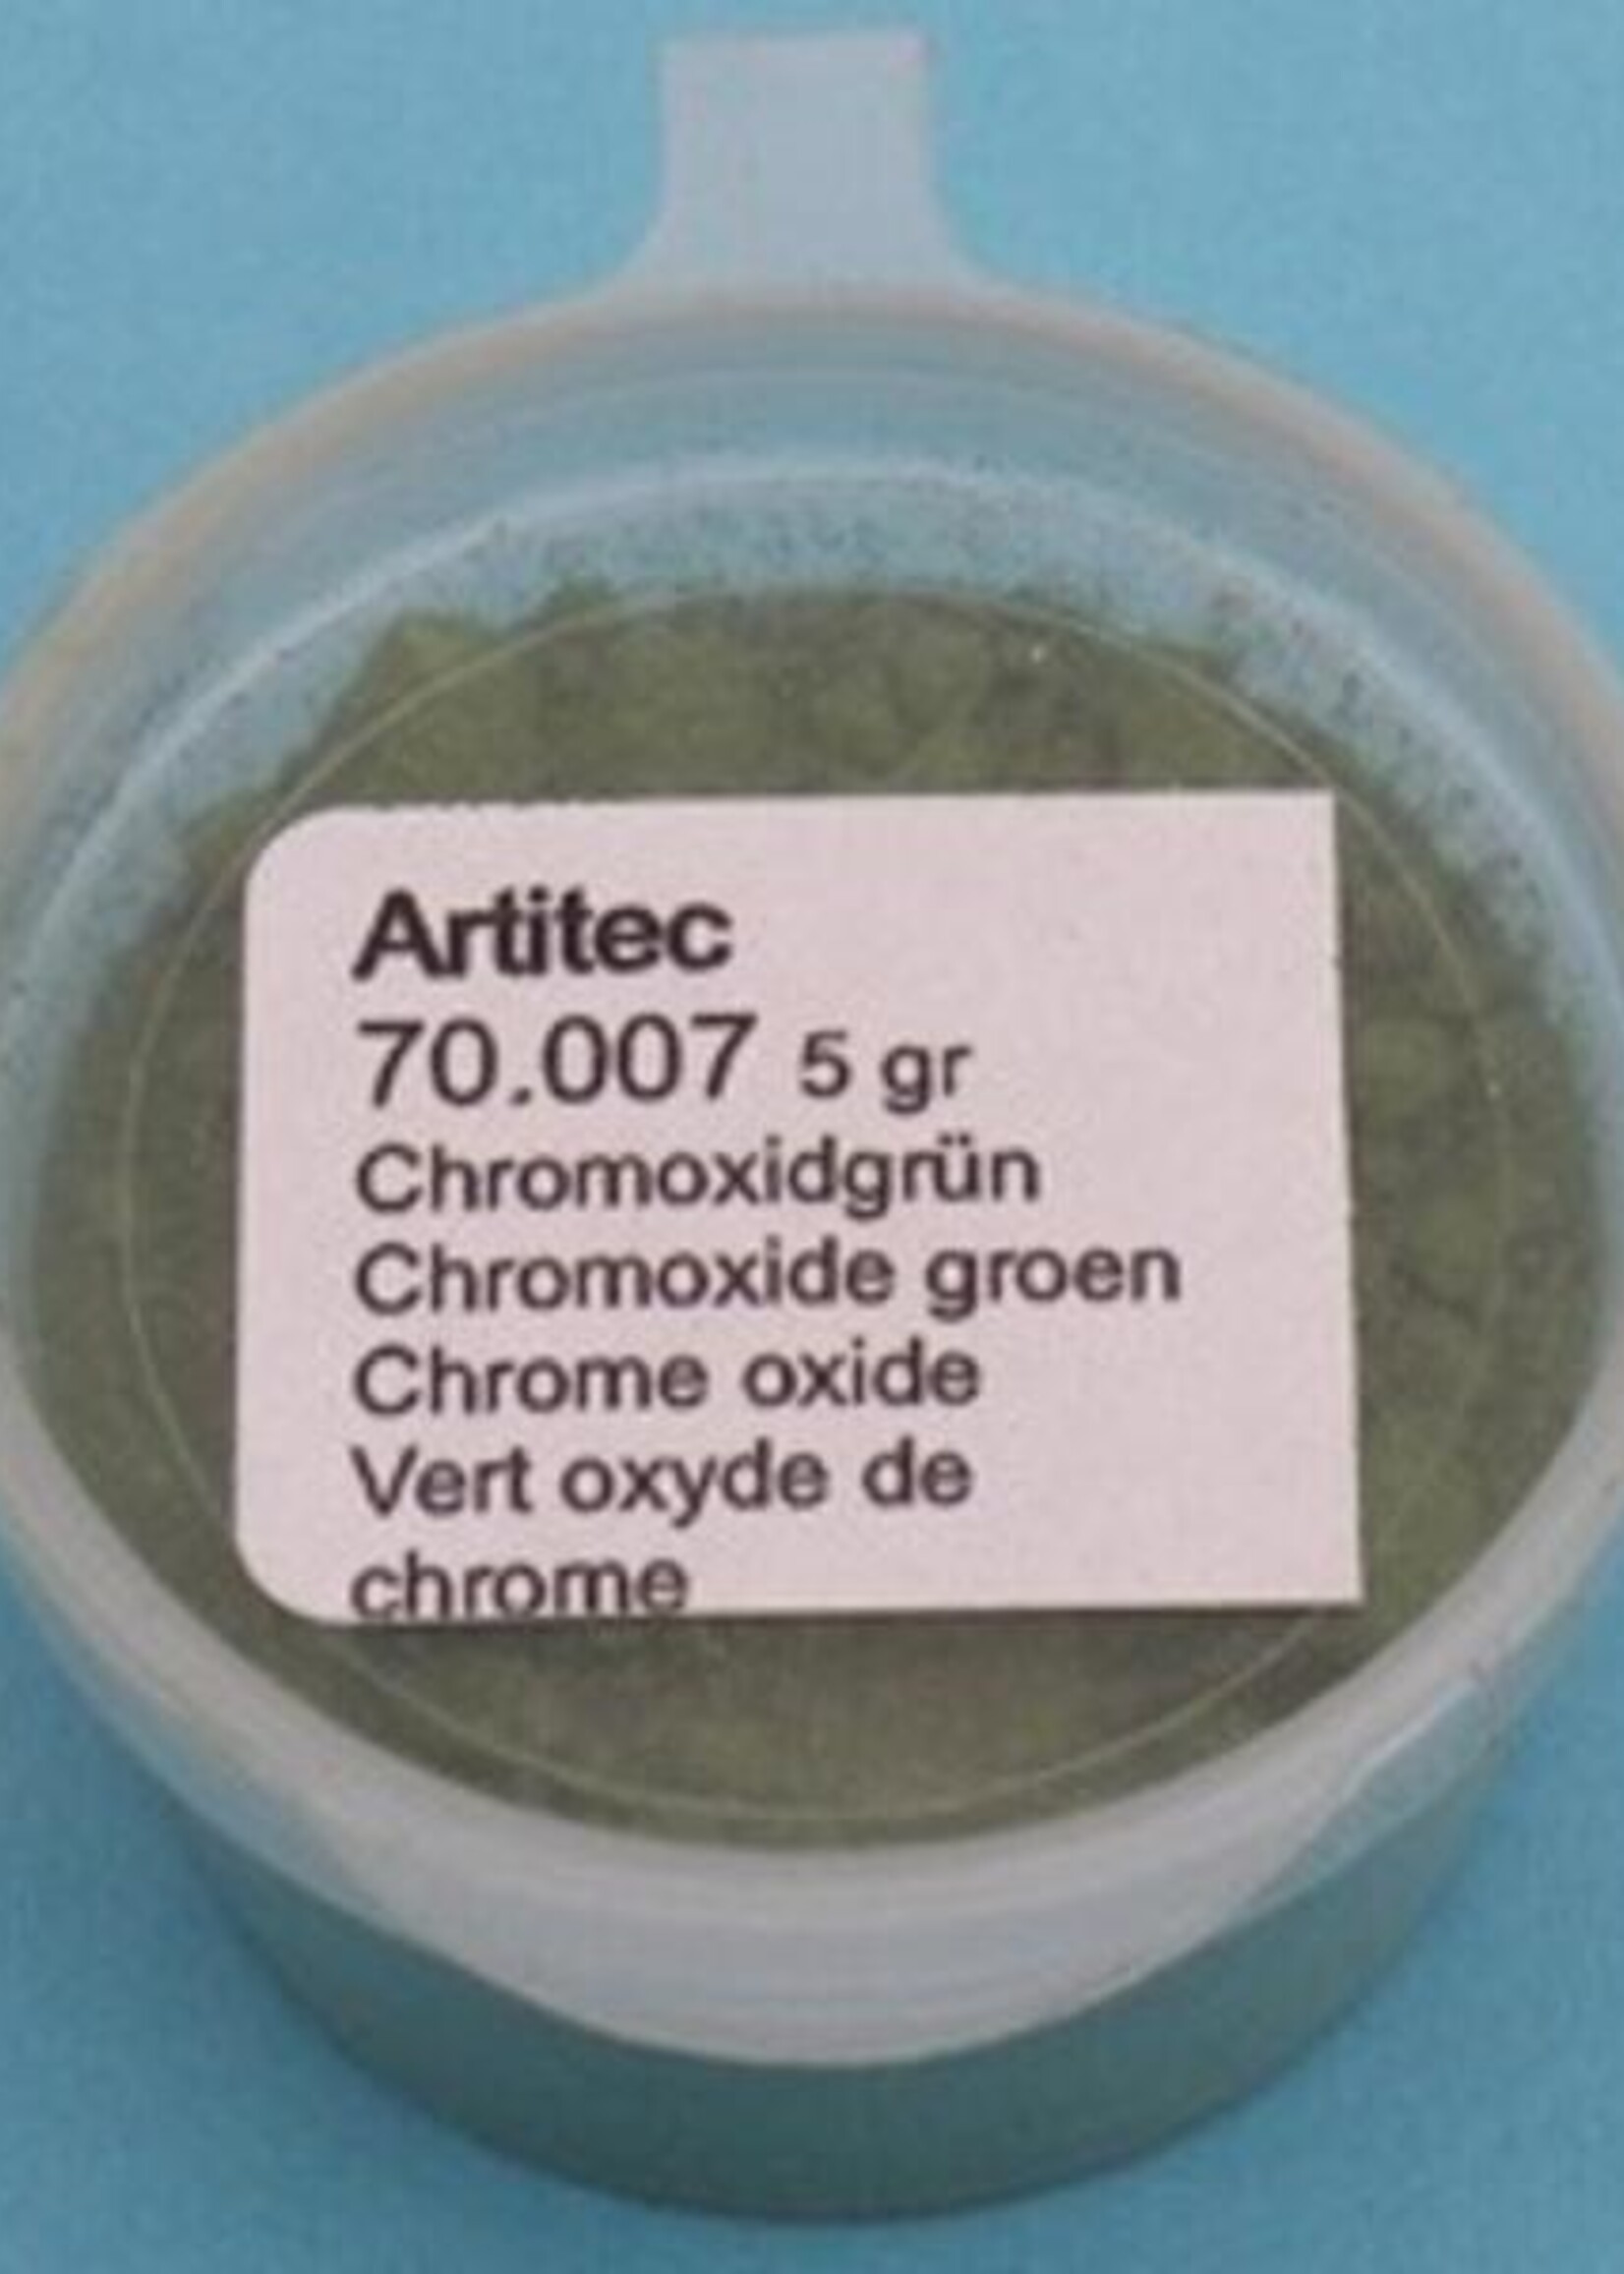 Artitec
70.007 5 gr
Chromoxidgrün
Chromoxide groen
Chrome oxide
Vert oxyde de
chrome